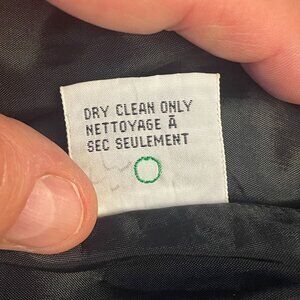 DRY CLEAN ONLY
NETTOYAGE Ā
SEC SEULEMENT